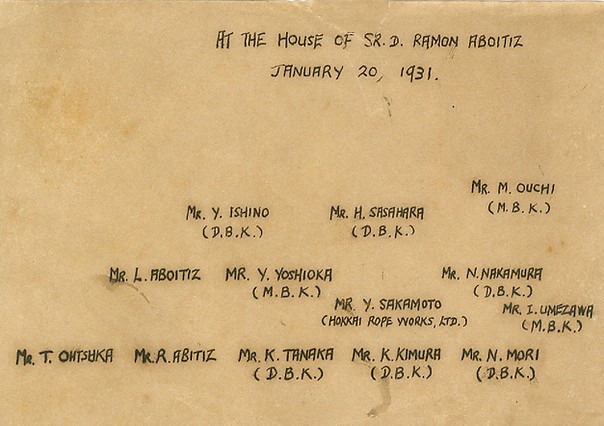 AT THE HOUSE OF SR. D. RAMON ABOITIZ
JANUARY 20, 1931.
MR. M. OUCHI
(M.B.K.)
MR. Y. ISHINO MR. H. SASAHARA
(D.B.K.) (D.B.K.)
MR. L. ABOITIZ MR. Y. YOSHIOKA MR. N. NAKAMURA
(M.B.K.) (D.B.K.)
MR. Y. SAKAMOTO MR. I. UMEZAWA
(HOKKAI ROPE WORKS, LTD.) (M.B.K.)
MR. T. OHTSUKA MR. R. ABITIZ MR. K. TANAKA MR. K. KIMURA MR. N. MORI
(D.B.K.) (D.B.K.) (D.B.K.)